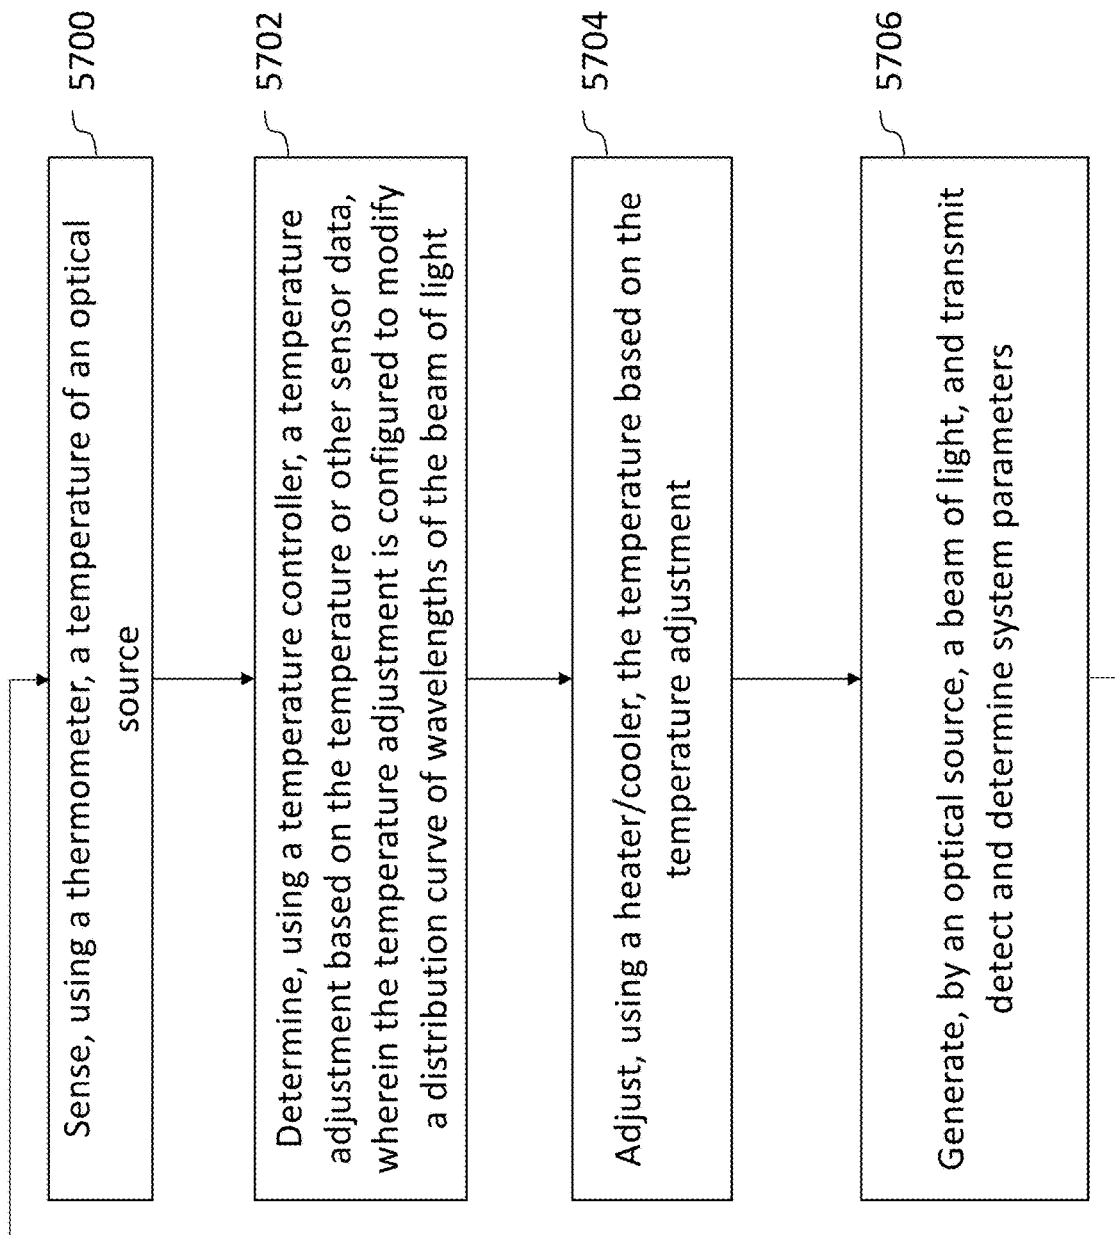 5700
Sense, using a thermometer, a temperature of an optical
source
5702
Determine, using a temperature controller, a temperature
adjustment based on the temperature or other sensor data,
wherein the temperature adjustment is configured to modify
a distribution curve of wavelengths of the beam of light
5704
Adjust, using a heater/cooler, the temperature based on the
temperature adjustment
5706
Generate, by an optical source, a beam of light, and transmit
detect and determine system parameters